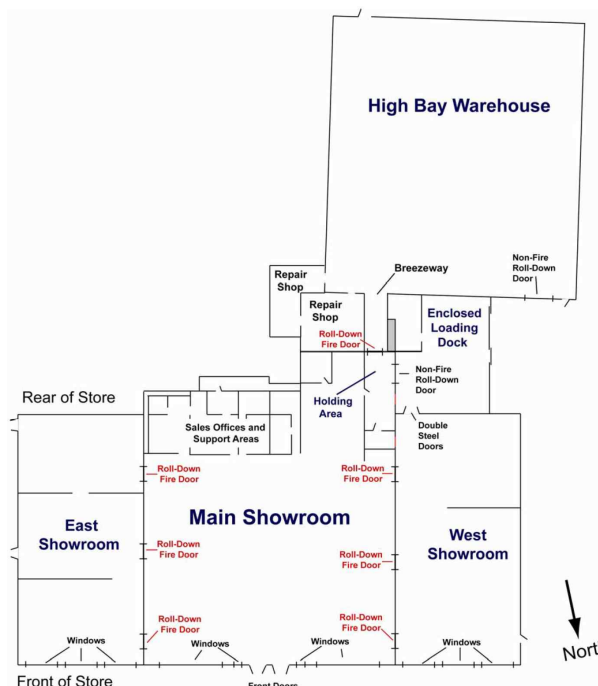 High Bay Warehouse
Non-Fire
Roll-Down
Door
Breezeway
Repair
Shop
Repair
Shop
Enclosed
Loading
Dock
Roll-Down
Fire Door
Non-Fire
Roll-Down
Door
Holding
Area
Rear of Store
Double
Steel
Doors
Sales Offices and
Support Areas
Roll-Down
Fire Door
Roll-Down
Fire Door
Main Showroom
East
Showroom
West
Showroom
Roll-Down
Fire Door
Roll-Down
Fire Door
Roll-Down
Fire Door
Roll-Down
Fire Door
Windows
Windows
Windows
Windows
Nort
Front of Store
Front Doors